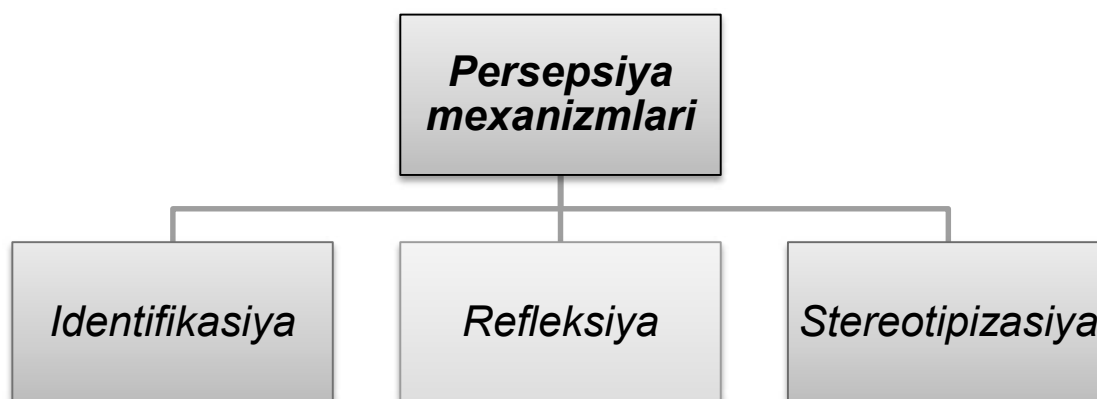 Persepsiya
mexanizmlari
Identifikasiya
Refleksiya
Stereotipizasiya